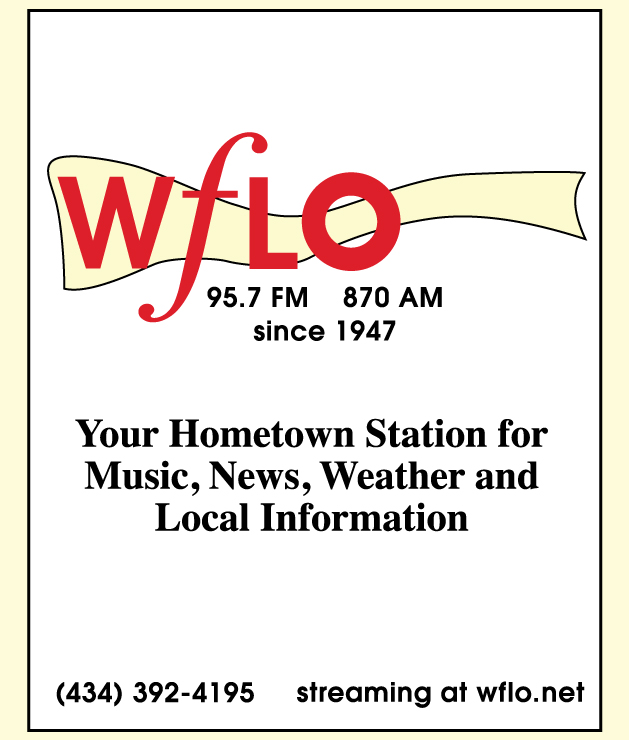 WfLO
95.7 FM 870 AM
since 1947
Your Hometown Station for
Music, News, Weather and
Local Information
(434) 392-4195 streaming at wflo.net